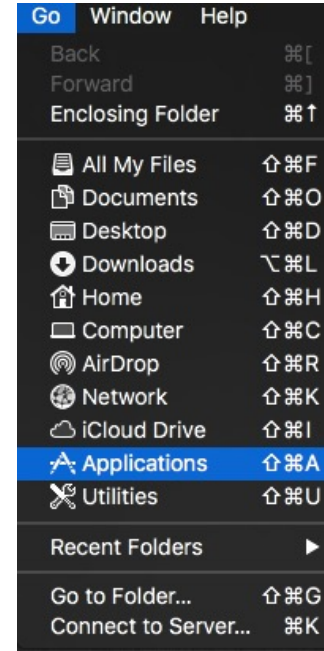 Go Window Help
Back ⌘[
Forward ⌘]
Enclosing Folder ⌘↑
All My Files ⇧⌘F
Documents ⇧⌘O
Desktop ⇧⌘D
Downloads ⌥⌘L
Home ⇧⌘H
Computer ⇧⌘C
AirDrop ⇧⌘R
Network ⇧⌘K
iCloud Drive ⇧⌘I
Applications ⇧⌘A
Utilities ⇧⌘U
Recent Folders ▶
Go to Folder... ⇧⌘G
Connect to Server... ⌘K